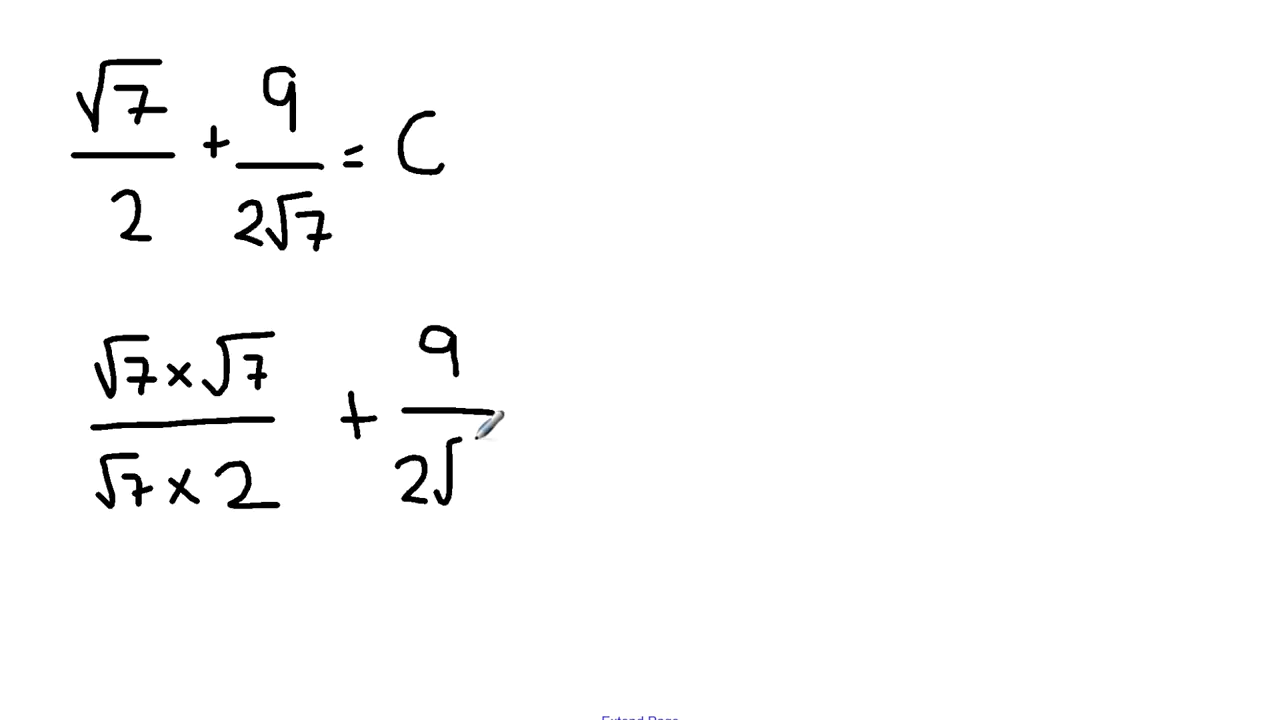 √7/2 + 9/2√7 = C
√7×√7/√7×2 + 9/2√